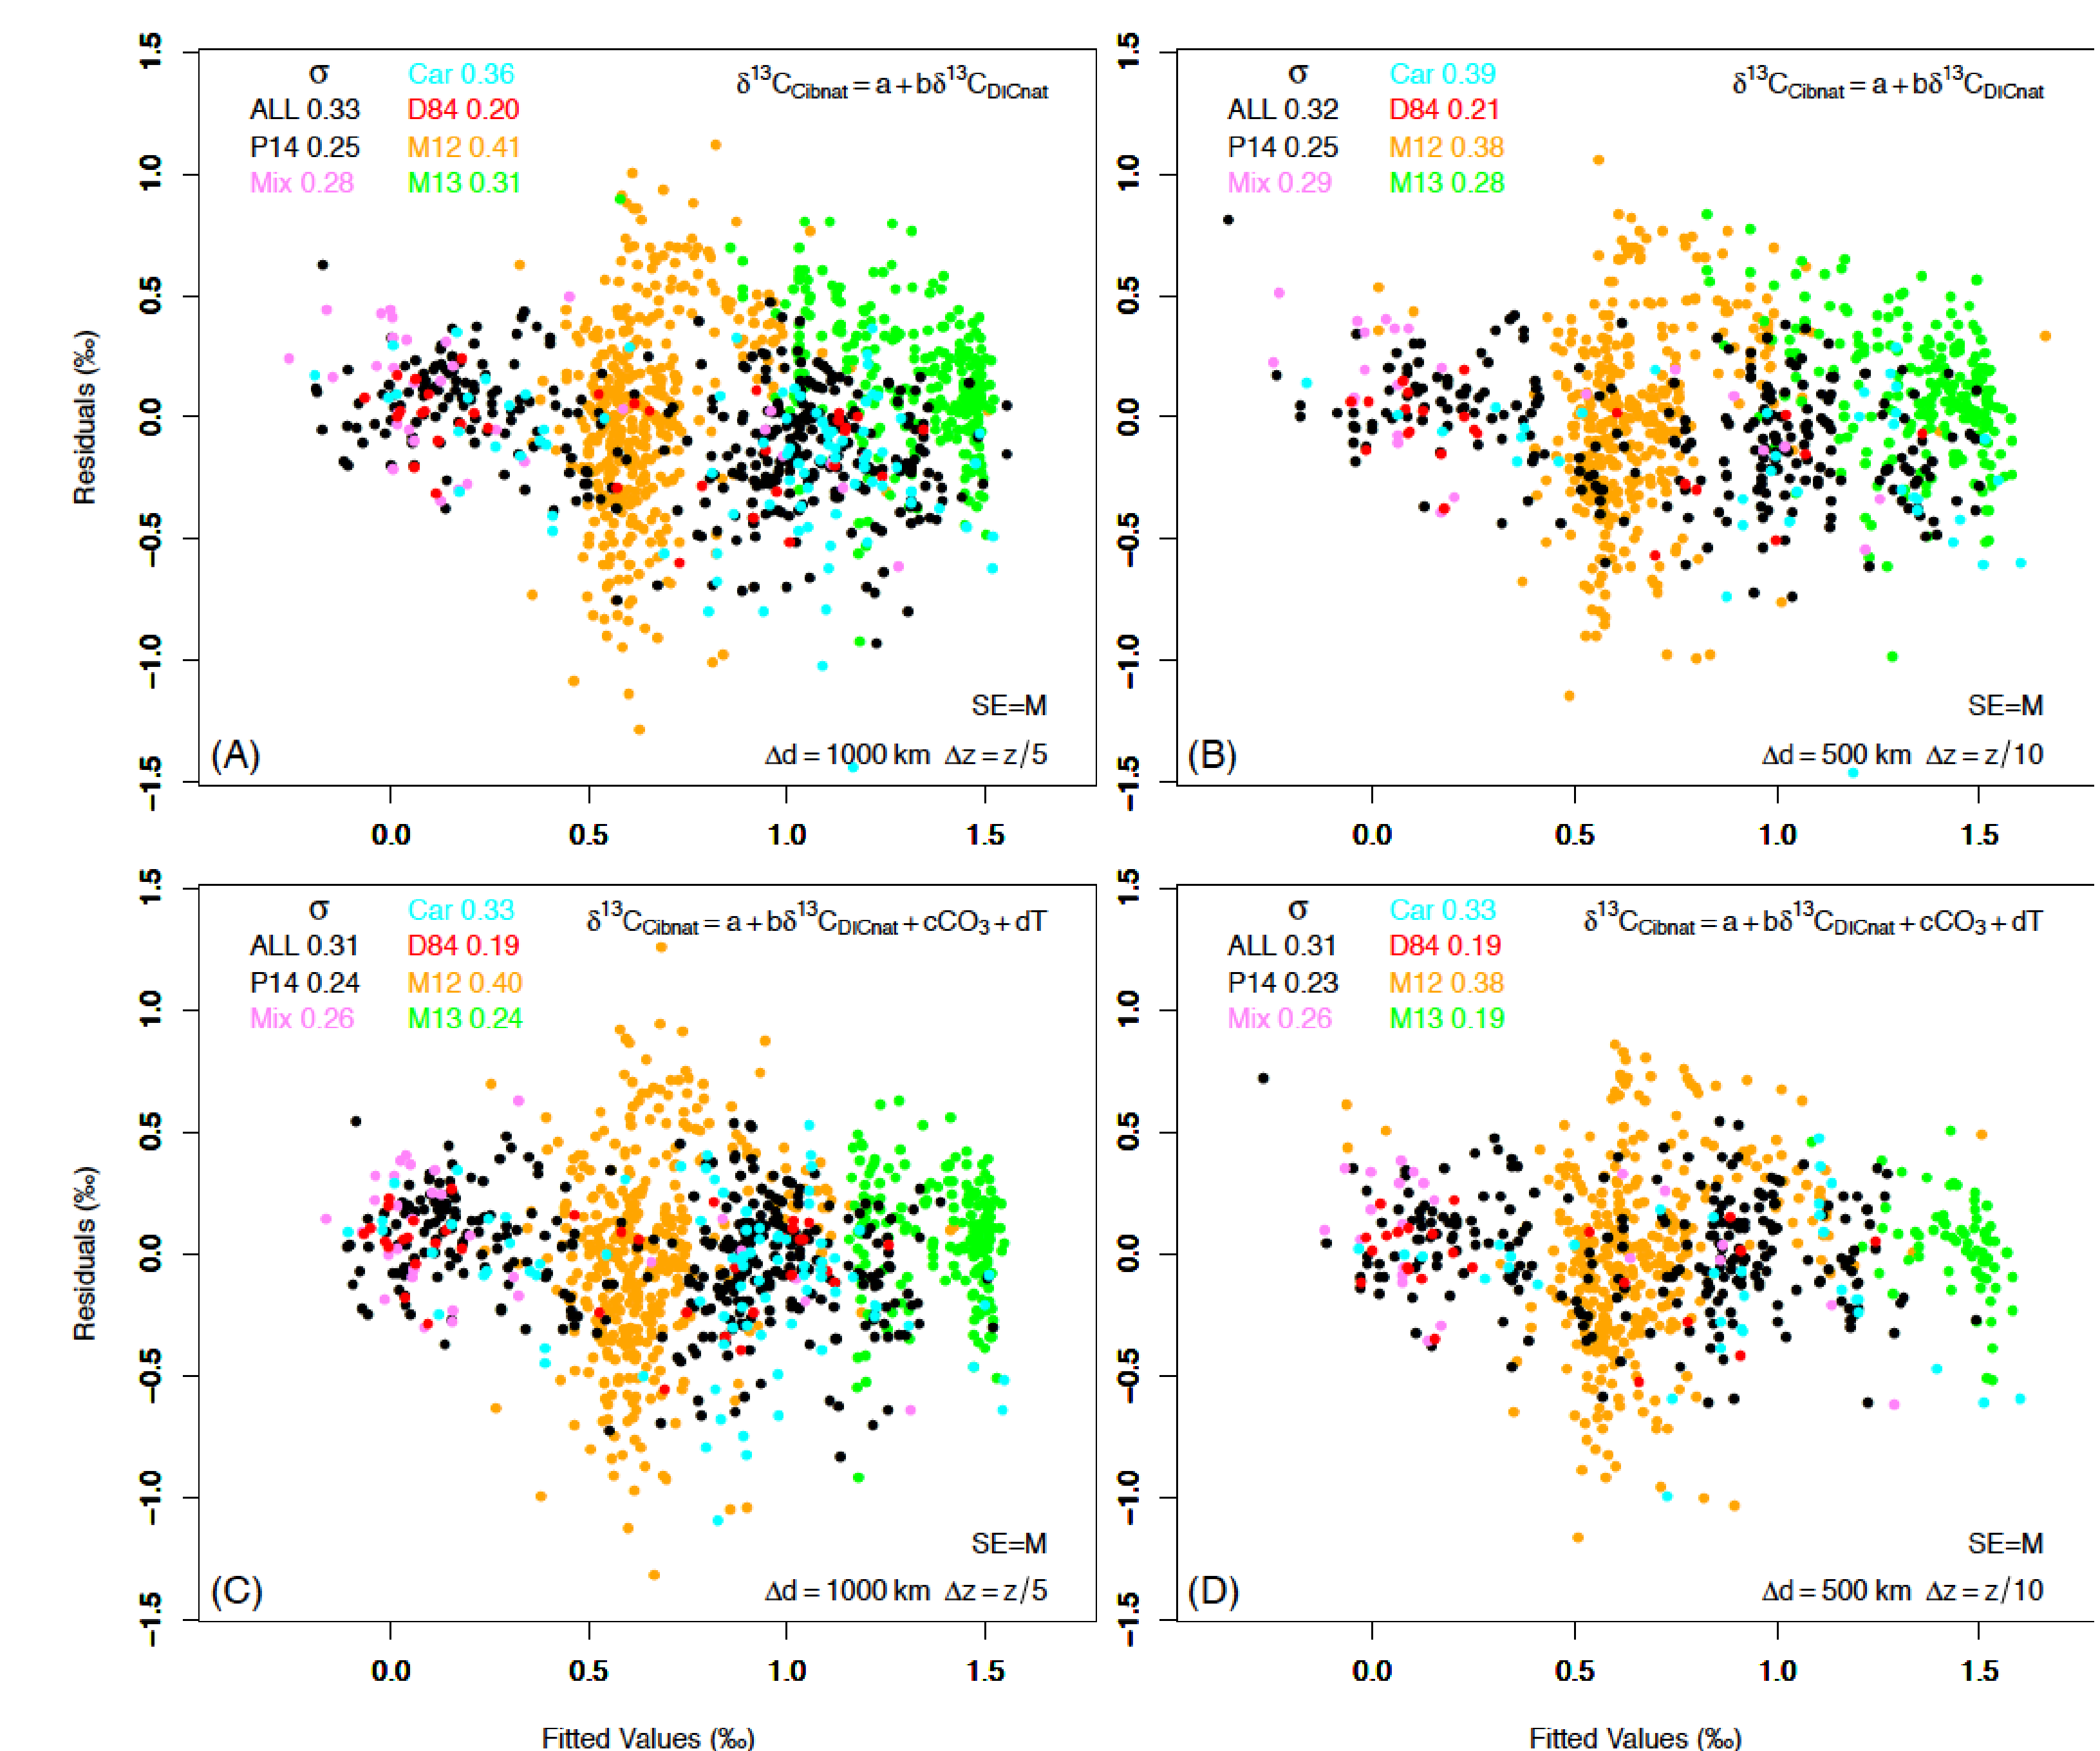 1.5
1.0
0.5
0.0
−0.5
−1.0
−1.5
Residuals (‰)
σ
ALL 0.33
P14 0.25
Mix 0.28
Car 0.36
D84 0.20
M12 0.41
M13 0.31
δ¹³C_Cibnat = a + bδ¹³C_DICnat
SE=M
(A)
Δd = 1000 km Δz = z/5
0.0 0.5 1.0 1.5
1.5
1.0
0.5
0.0
−0.5
−1.0
−1.5
σ
ALL 0.32
P14 0.25
Mix 0.29
Car 0.39
D84 0.21
M12 0.38
M13 0.28
δ¹³C_Cibnat = a + bδ¹³C_DICnat
SE=M
(B)
Δd = 500 km Δz = z/10
0.0 0.5 1.0 1.5
1.5
1.0
0.5
0.0
−0.5
−1.0
−1.5
Residuals (‰)
σ
ALL 0.31
P14 0.24
Mix 0.26
Car 0.33
D84 0.19
M12 0.40
M13 0.24
δ¹³C_Cibnat = a + bδ¹³C_DICnat + cCO₃ + dT
SE=M
(C)
Δd = 1000 km Δz = z/5
0.0 0.5 1.0 1.5
Fitted Values (‰)
1.5
1.0
0.5
0.0
−0.5
−1.0
−1.5
σ
ALL 0.31
P14 0.23
Mix 0.26
Car 0.33
D84 0.19
M12 0.38
M13 0.19
δ¹³C_Cibnat = a + bδ¹³C_DICnat + cCO₃ + dT
SE=M
(D)
Δd = 500 km Δz = z/10
0.0 0.5 1.0 1.5
Fitted Values (‰)